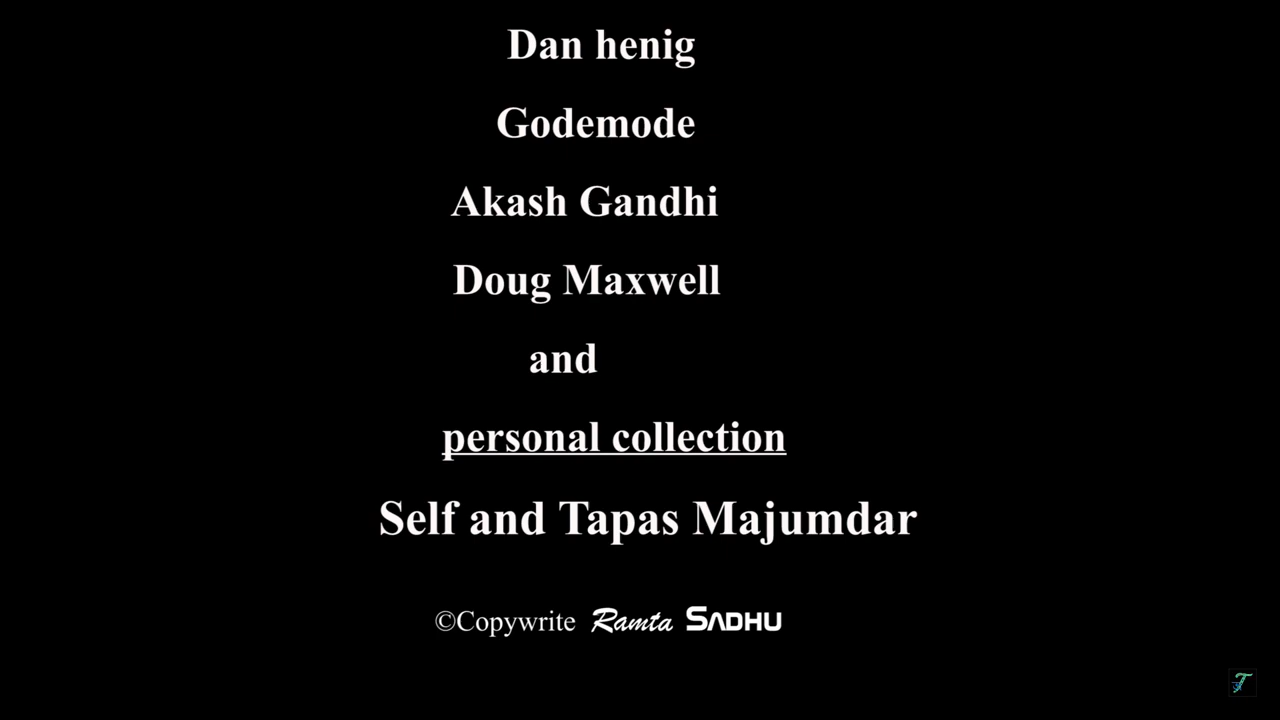 Dan henig
Godemode
Akash Gandhi
Doug Maxwell
and
personal collection
Self and Tapas Majumdar
©Copywrite Ramta SADHU